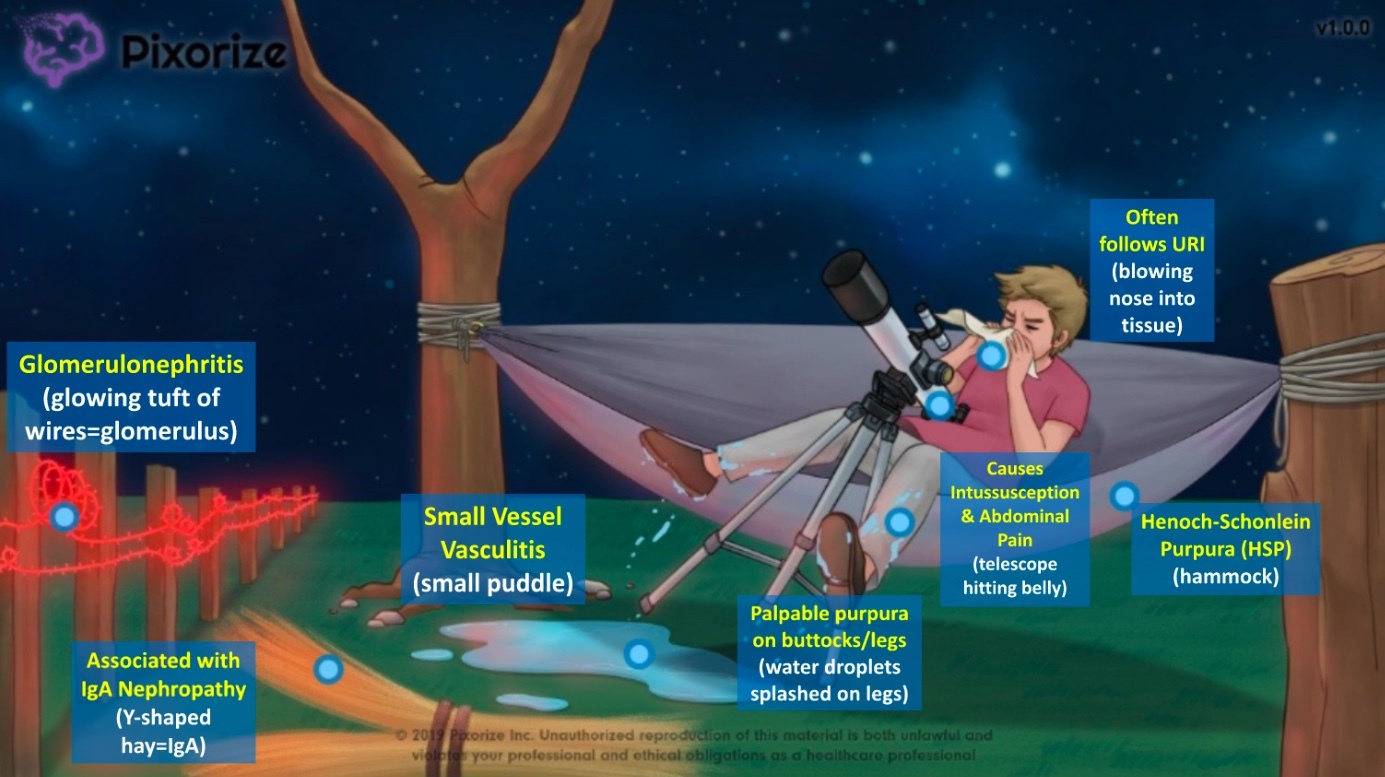 Pixorize
v1.0.0
Often
follows URI
(blowing
nose into
tissue)
Glomerulonephritis
(glowing tuft of
wires=glomerulus)
Causes
Intussusception
& Abdominal
Pain
(telescope
hitting belly)
Small Vessel
Vasculitis
(small puddle)
Henoch-Schonlein
Purpura (HSP)
(hammock)
Palpable purpura
on buttocks/legs
(water droplets
splashed on legs)
Associated with
IgA Nephropathy
(Y-shaped
hay=IgA)
© 2019 Pixorize Inc. Unauthorized reproduction of this material is both unlawful and
violates your professional and ethical obligations as a healthcare professional